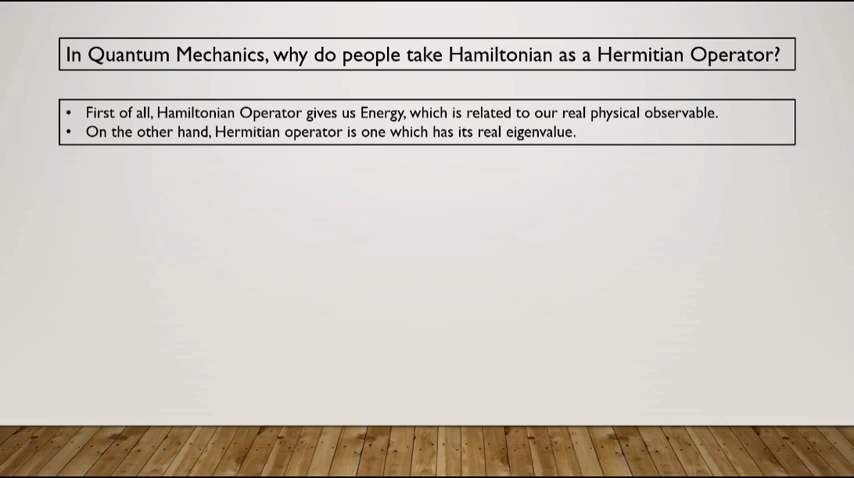 In Quantum Mechanics, why do people take Hamiltonian as a Hermitian Operator?
• First of all, Hamiltonian Operator gives us Energy, which is related to our real physical observable.
• On the other hand, Hermitian operator is one which has its real eigenvalue.